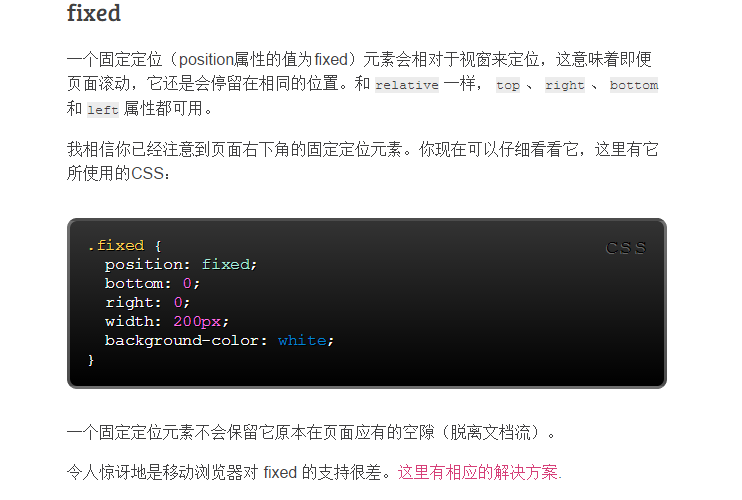 fixed
一个固定定位（position属性的值为fixed）元素会相对于视窗来定位，这意味着即便
页面滚动，它还是会停留在相同的位置。和 relative 一样， top 、 right 、 bottom
和 left 属性都可用。
我相信你已经注意到页面右下角的固定定位元素。你现在可以仔细看看它，这里有它
所使用的CSS：
CSS
.fixed {
  position: fixed;
  bottom: 0;
  right: 0;
  width: 200px;
  background-color: white;
}
一个固定定位元素不会保留它原本在页面应有的空隙（脱离文档流）。
令人惊讶地是移动浏览器对 fixed 的支持很差。这里有相应的解决方案.